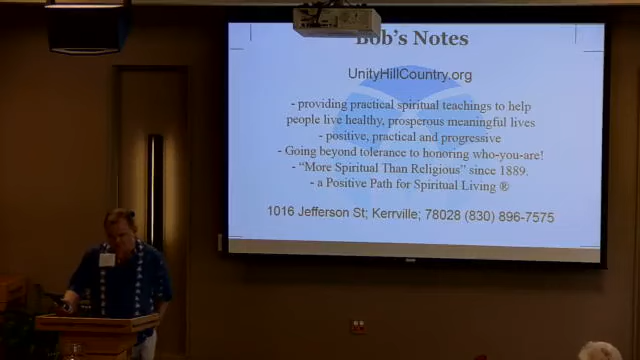 Bob's Notes
UnityHillCountry.org
- providing practical spiritual teachings to help
people live healthy, prosperous meaningful lives
- positive, practical and progressive
- Going beyond tolerance to honoring who-you-are!
- “More Spiritual Than Religious” since 1889.
- a Positive Path for Spiritual Living ®
1016 Jefferson St; Kerrville; 78028 (830) 896-7575